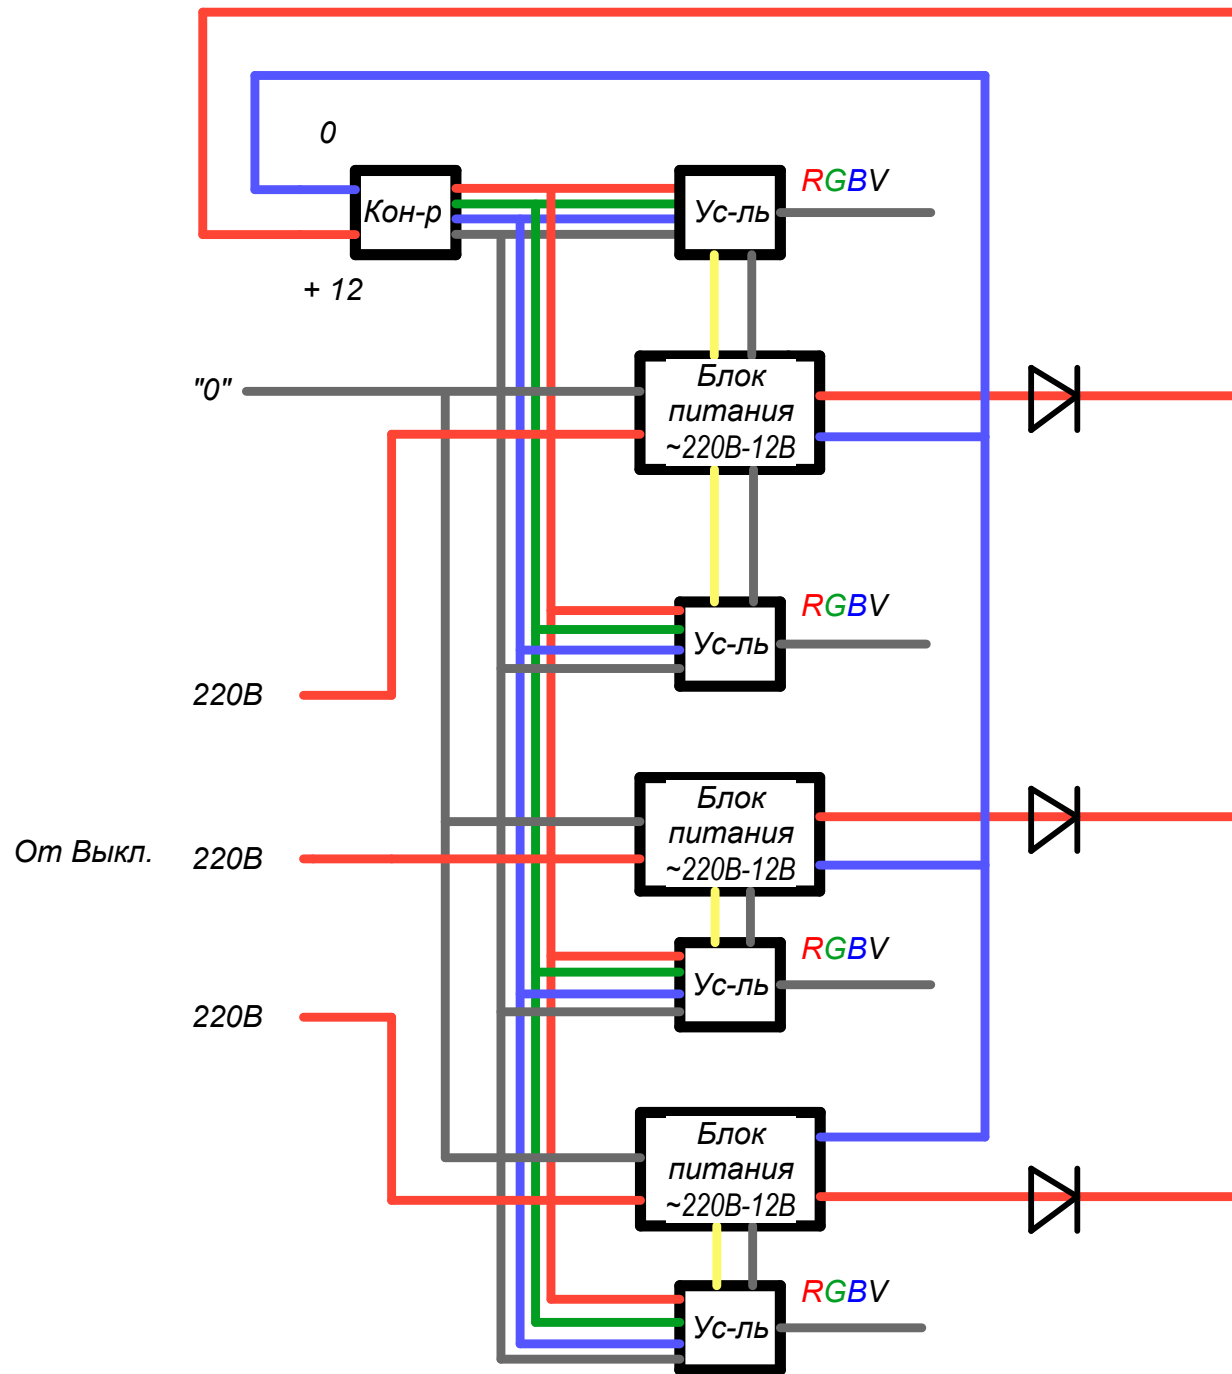 0
Кон-р
Ус-ль
RGBV
+ 12
"0"
Блок
питания
~220В-12В
Ус-ль
RGBV
220В
Блок
питания
~220В-12В
От Выкл.
220В
Ус-ль
RGBV
220В
Блок
питания
~220В-12В
Ус-ль
RGBV